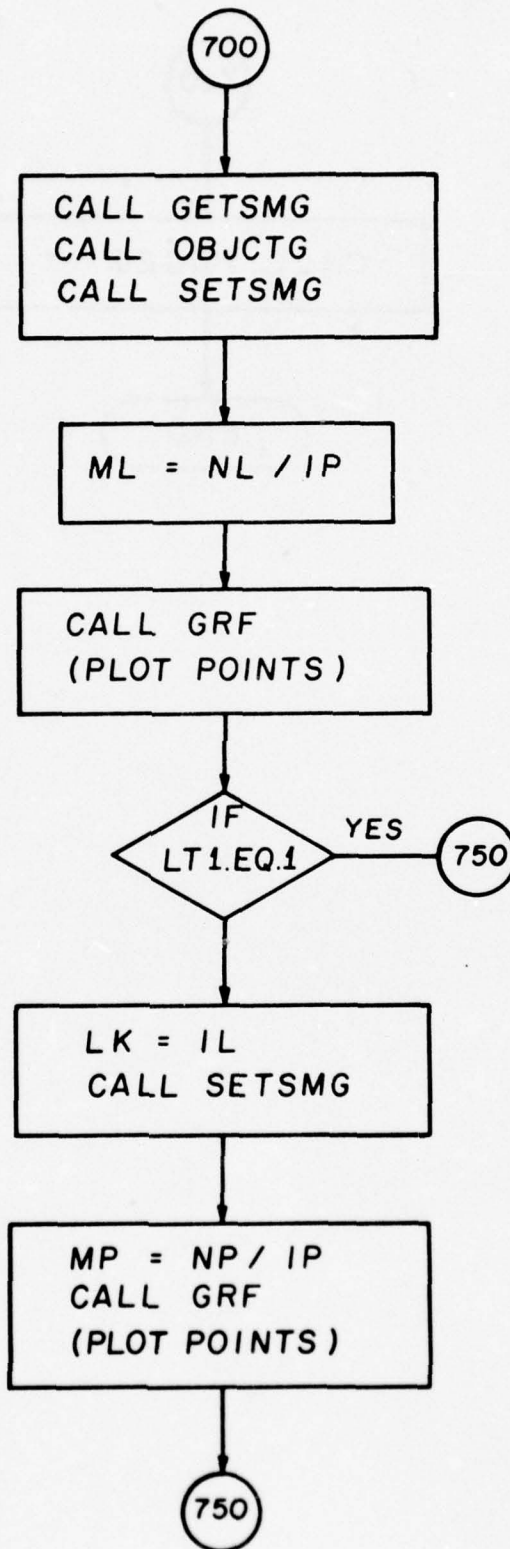 700
CALL GETSMG
CALL OBJCTG
CALL SETSMG
ML = NL / IP
CALL GRF
(PLOT POINTS)
IF
LT1.EQ.1
YES
750
LK = IL
CALL SETSMG
MP = NP / IP
CALL GRF
(PLOT POINTS)
750